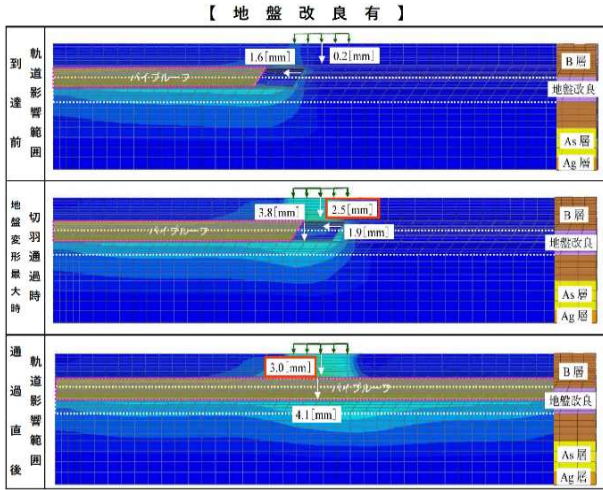 【地盤改良有】
軌道影響範囲
到達前
1.6[mm]
0.2[mm]
パイプルーフ
B層
地盤改良
As層
Ag層
切羽通過時
地盤変形最大時
3.8[mm]
2.5[mm]
1.9[mm]
パイプルーフ
B層
地盤改良
As層
Ag層
軌道影響範囲
通過直後
3.0[mm]
パイプルーフ
4.1[mm]
B層
地盤改良
As層
Ag層